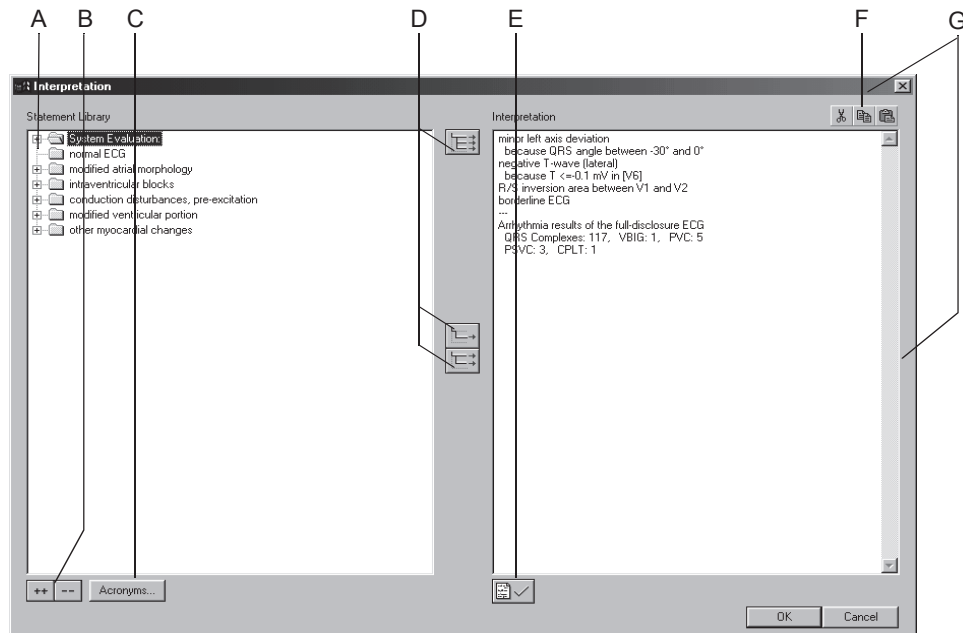 A B C D E F G
Interpretation
Statement Library
System Evaluation:
normal ECG
modified atrial morphology
intraventricular blocks
conduction disturbances, pre-excitation
modified ventricular portion
other myocardial changes
++ -- Acronyms...
Interpretation
minor left axis deviation
because QRS angle between -30° and 0°
negative T-wave (lateral)
because T <=-0.1 mV in [V6]
R/S inversion area between V1 and V2
borderline ECG
---
Arrhythmia results of the full-disclosure ECG
QRS Complexes: 117, VBIG: 1, PVC: 5
PSVC: 3, CPLT: 1
OK Cancel